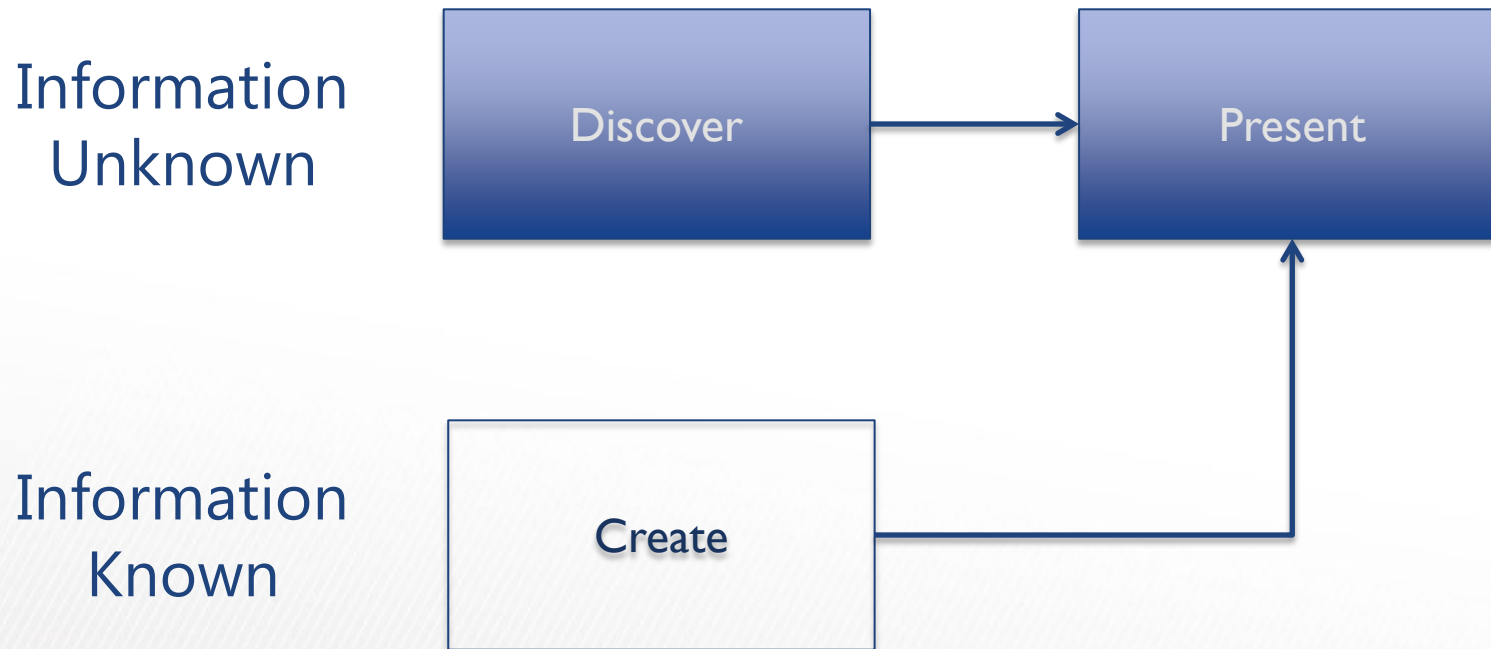 Information
Unknown
Discover
Present
Information
Known
Create